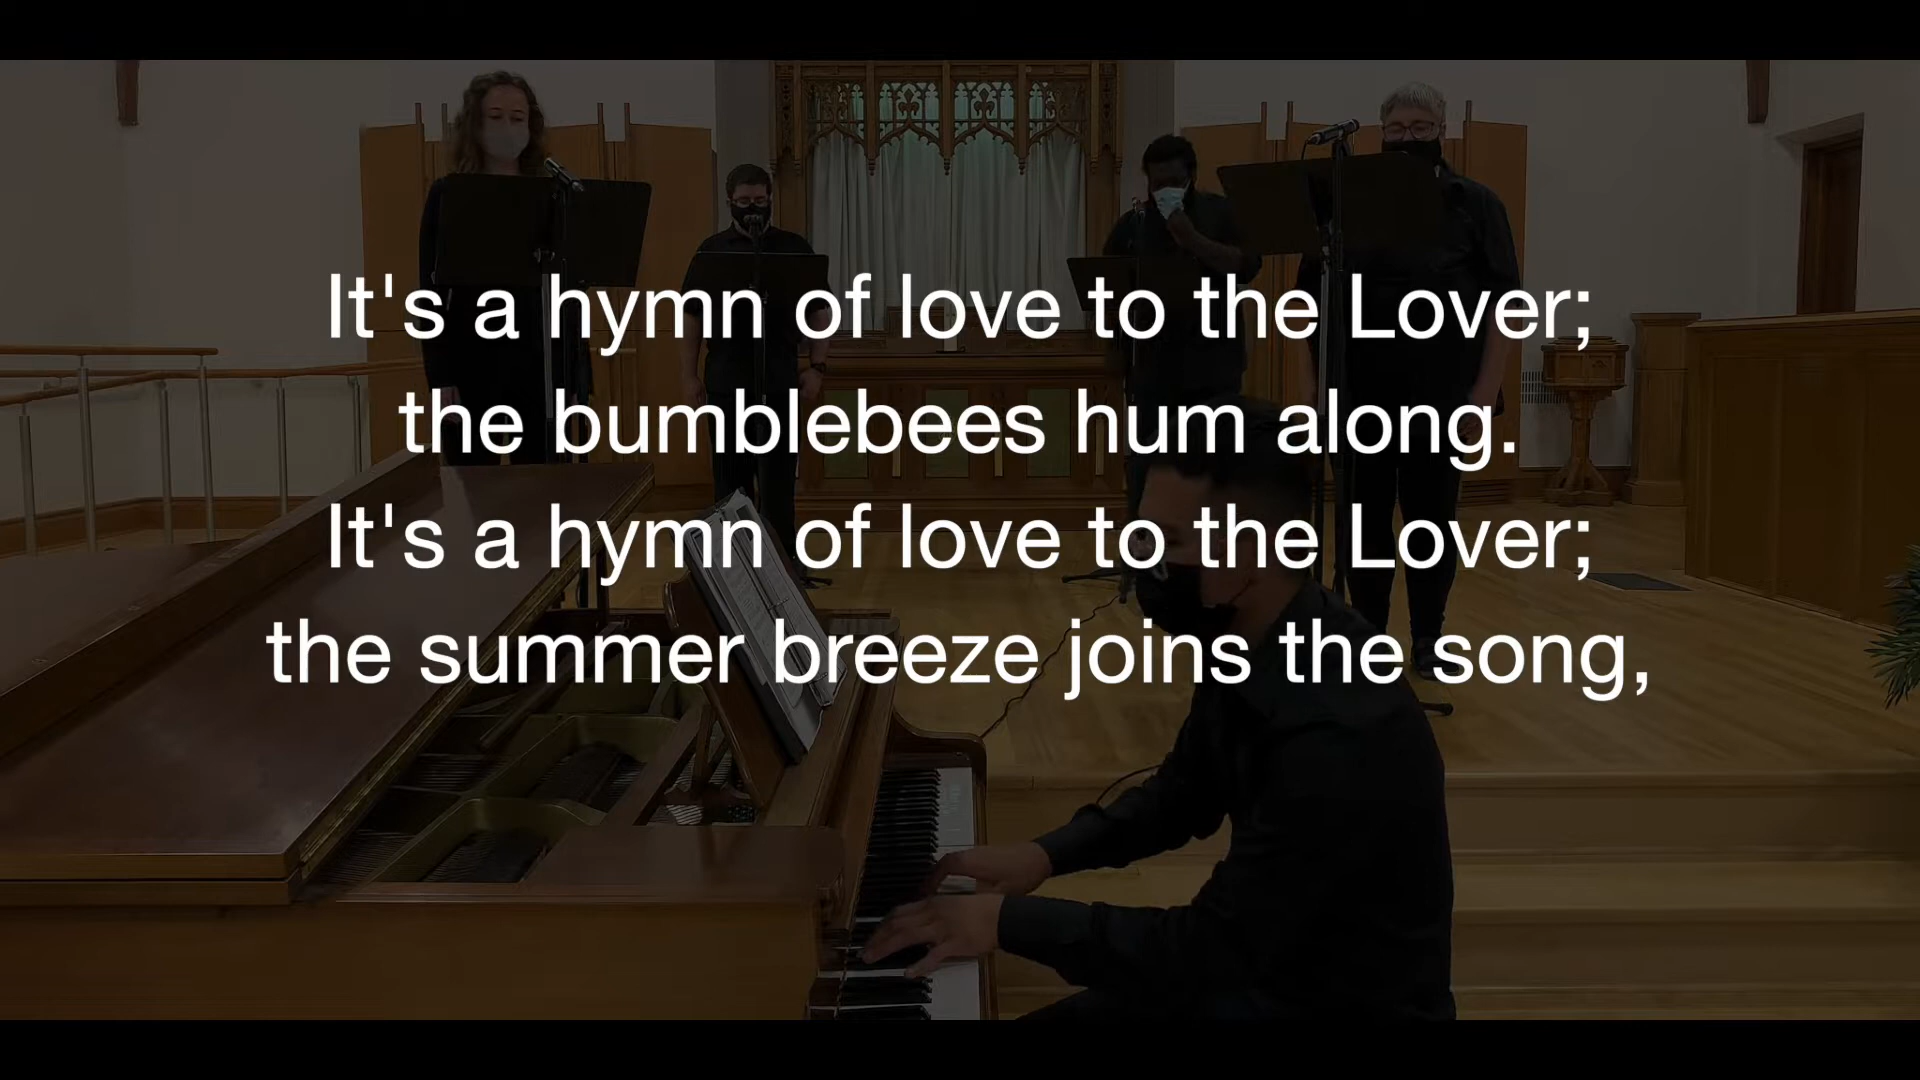 It's a hymn of love to the Lover;
the bumblebees hum along.
It's a hymn of love to the Lover;
the summer breeze joins the song,